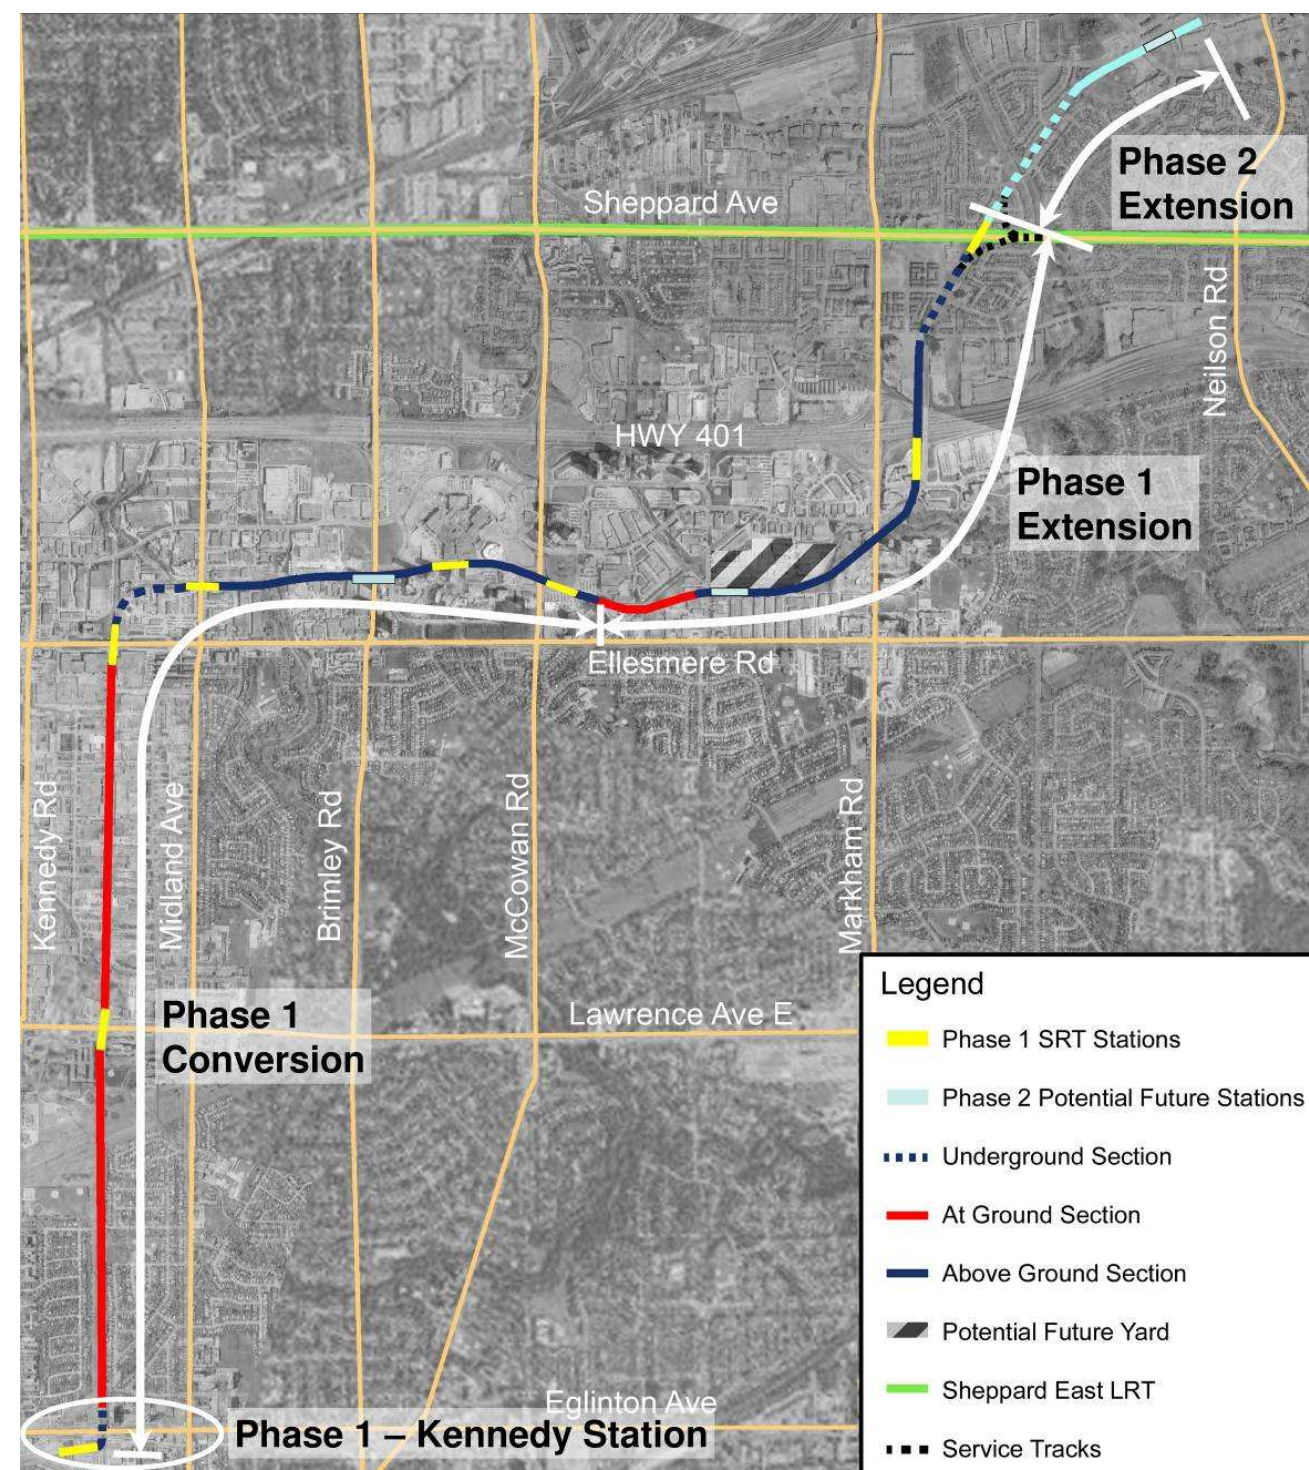 Phase 2
Extension
Sheppard Ave
Neilson Rd
HWY 401
Phase 1
Extension
Ellesmere Rd
Kennedy Rd
Midland Ave
Brimley Rd
McCowan Rd
Markham Rd
Phase 1
Conversion
Lawrence Ave E
Eglinton Ave
Phase 1 – Kennedy Station
Legend
Phase 1 SRT Stations
Phase 2 Potential Future Stations
Underground Section
At Ground Section
Above Ground Section
Potential Future Yard
Sheppard East LRT
Service Tracks